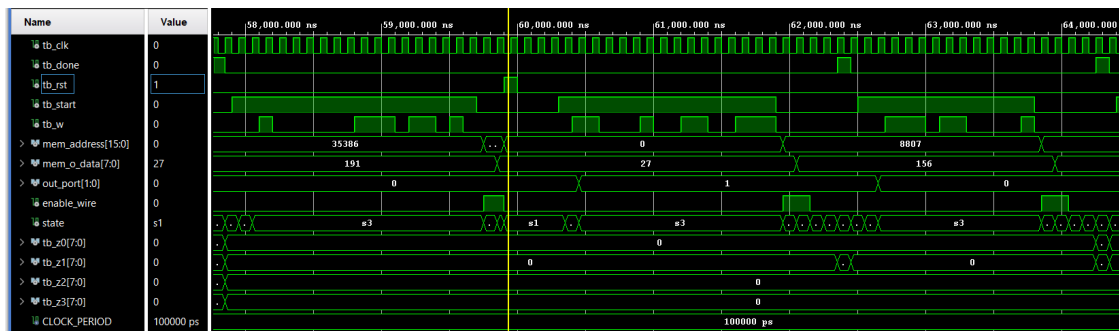 Name Value 58,000.000 ns 59,000.000 ns 60,000.000 ns 61,000.000 ns 62,000.000 ns 63,000.000 ns 64,000.000
tb_clk 0
tb_done 0
tb_rst 1
tb_start 0
tb_w 0
mem_address[15:0] 0 35386 .. 0 8807
mem_o_data[7:0] 27 191 27 156
out_port[1:0] 0 0 1 0
enable_wire 0
state s1 . . . s3 . . s1 . s3 . . . . . . . s3 . . . . .
tb_z0[7:0] 0 . 0 . .
tb_z1[7:0] 0 . 0 . 0 . .
tb_z2[7:0] 0 . 0
tb_z3[7:0] 0 . 0
CLOCK_PERIOD 100000 ps 100000 ps